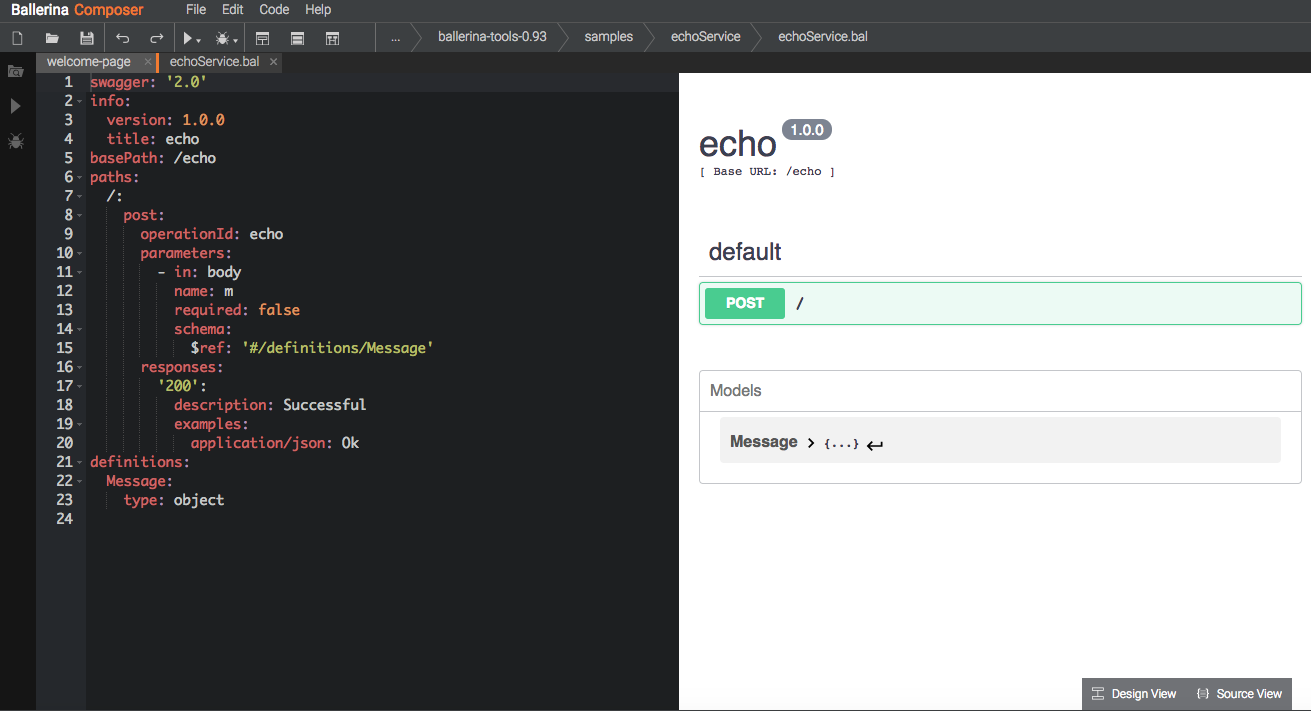 Ballerina Composer File Edit Code Help
... ballerina-tools-0.93 samples echoService echoService.bal
welcome-page × echoService.bal ×
1 swagger: '2.0'
2 info:
3 version: 1.0.0
4 title: echo
5 basePath: /echo
6 paths:
7 /:
8 post:
9 operationId: echo
10 parameters:
11 - in: body
12 name: m
13 required: false
14 schema:
15 $ref: '#/definitions/Message'
16 responses:
17 '200':
18 description: Successful
19 examples:
20 application/json: Ok
21 definitions:
22 Message:
23 type: object
24
echo 1.0.0
[ Base URL: /echo ]
default
POST /
Models
Message > {...} ↵
Design View {≡} Source View